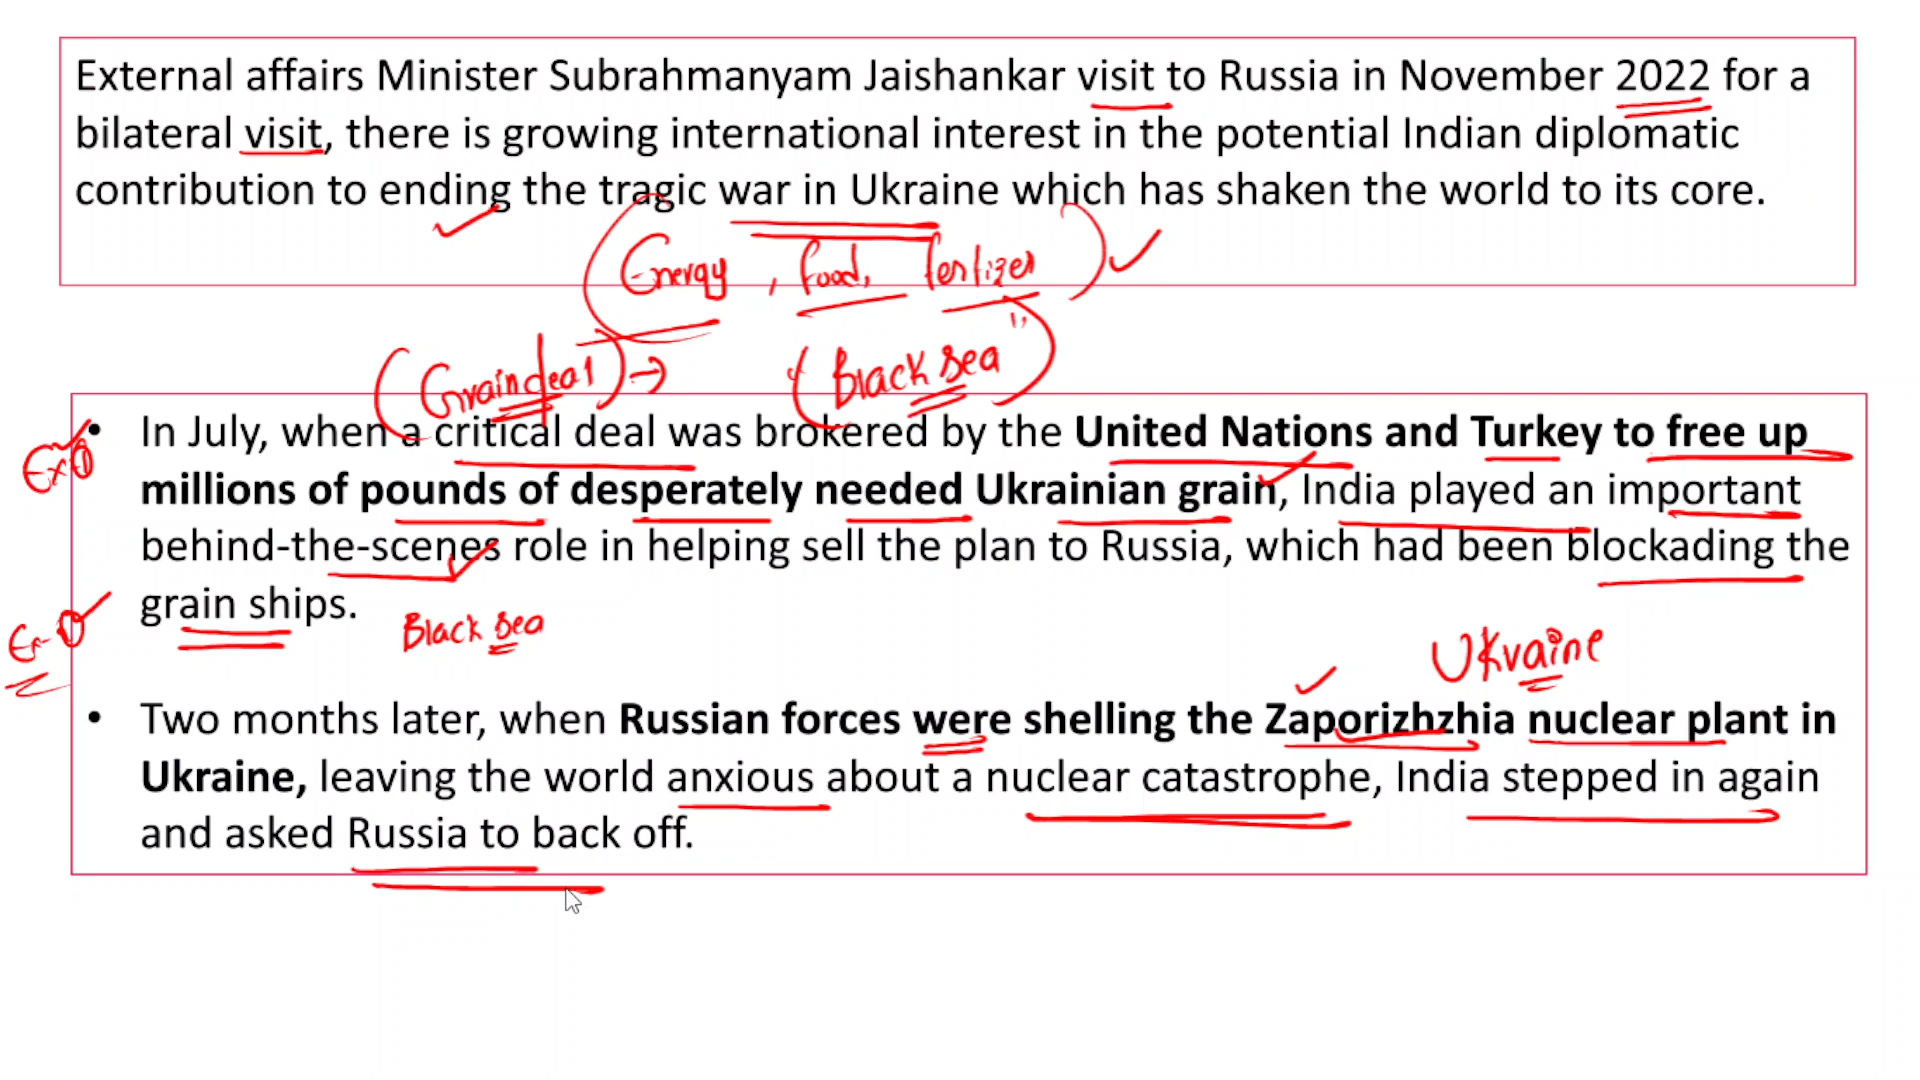 External affairs Minister Subrahmanyam Jaishankar visit to Russia in November 2022 for a
bilateral visit, there is growing international interest in the potential Indian diplomatic
contribution to ending the tragic war in Ukraine which has shaken the world to its core.
Energy, Food, Fertilizer
(Graindeal) → (Black Sea)
• In July, when a critical deal was brokered by the United Nations and Turkey to free up
Ex①
millions of pounds of desperately needed Ukrainian grain, India played an important
behind-the-scenes role in helping sell the plan to Russia, which had been blockading the
grain ships.
Black Sea
Ukraine
• Two months later, when Russian forces were shelling the Zaporizhzhia nuclear plant in
Ukraine, leaving the world anxious about a nuclear catastrophe, India stepped in again
and asked Russia to back off.